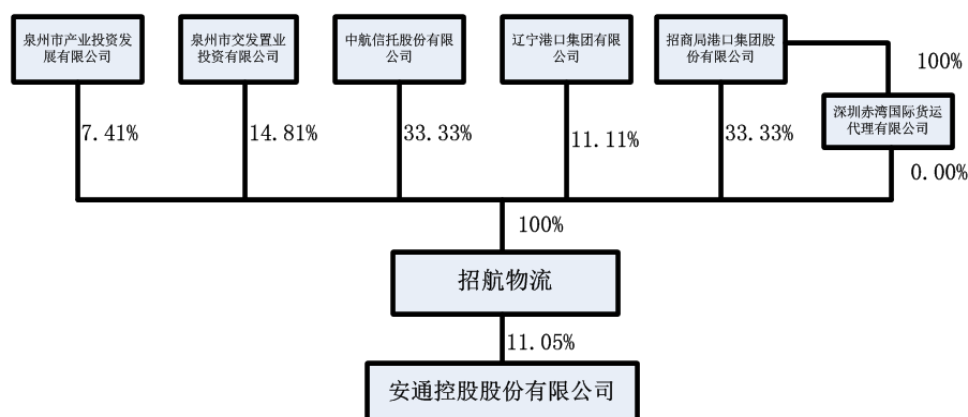 泉州市产业投资发
展有限公司
泉州市交发置业
投资有限公司
中航信托股份有限
公司
辽宁港口集团有限
公司
招商局港口集团股
份有限公司
100%
深圳赤湾国际货运
代理有限公司
7.41%
14.81%
33.33%
11.11%
33.33%
0.00%
100%
招航物流
11.05%
安通控股股份有限公司